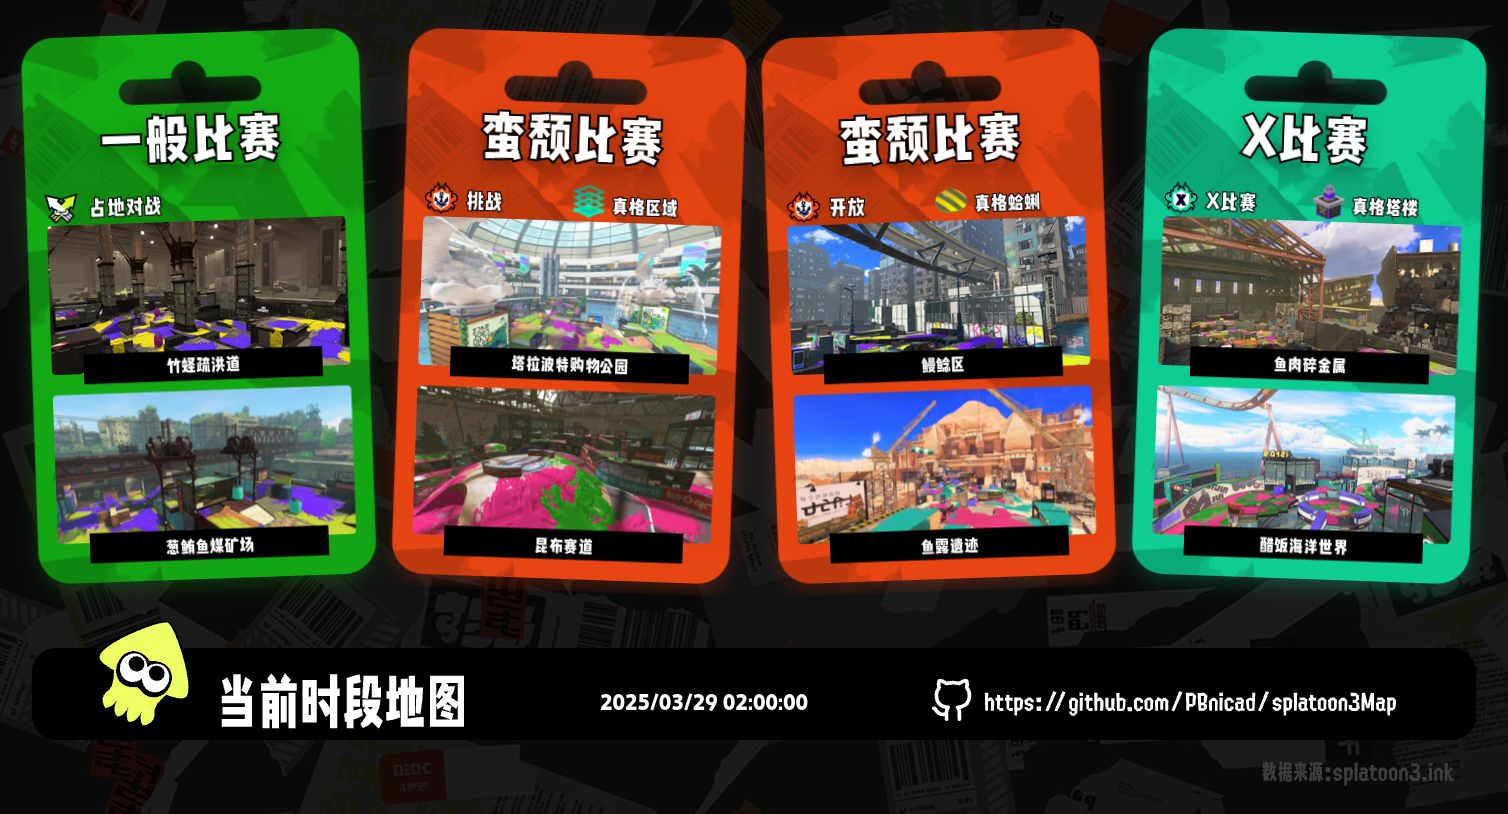 一般比赛
占地对战
竹蛏疏洪道
葱鲔鱼煤矿场
蛮颓比赛
挑战
真格区域
塔拉波特购物公园
昆布赛道
蛮颓比赛
开放
真格蛤蜊
鳗鲶区
鱼露遗迹
X比赛
X比赛
真格塔楼
鱼肉碎金属
醋饭海洋世界
当前时段地图
2025/03/29 02:00:00
https://github.com/PBnicad/splatoon3Map
数据来源:splatoon3.ink